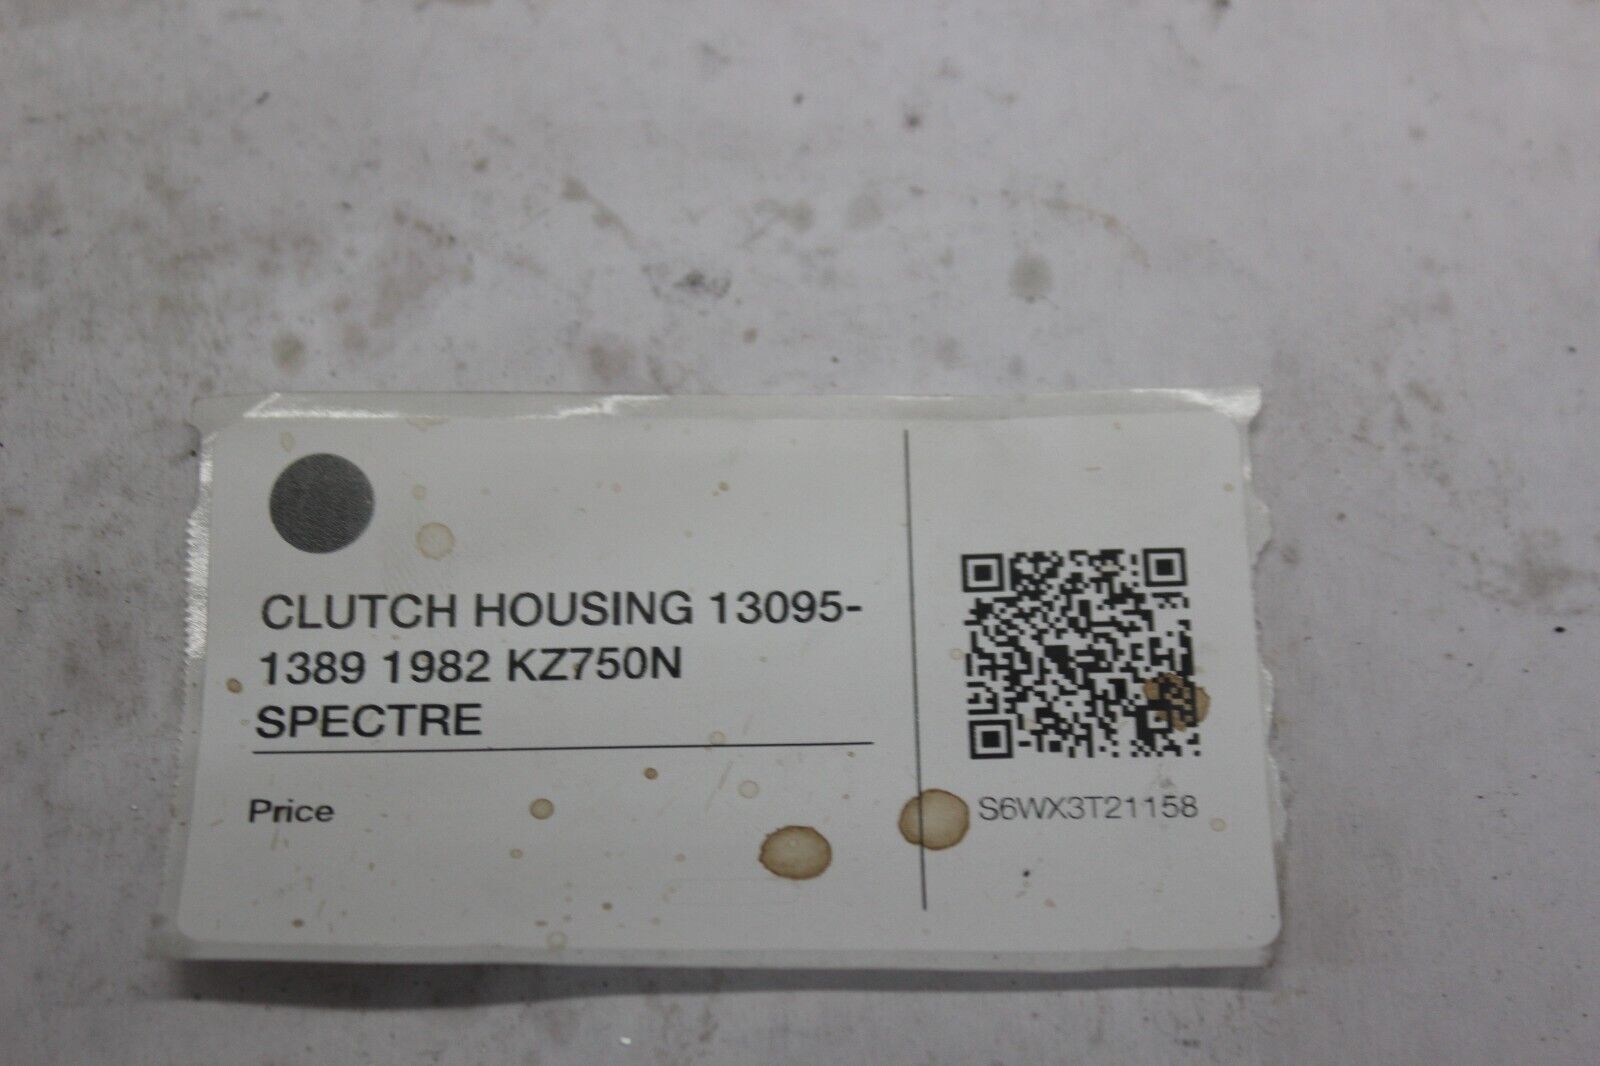 CLUTCH HOUSING 13095-
1389 1982 KZ750N
SPECTRE
Price
S6WX3T21158